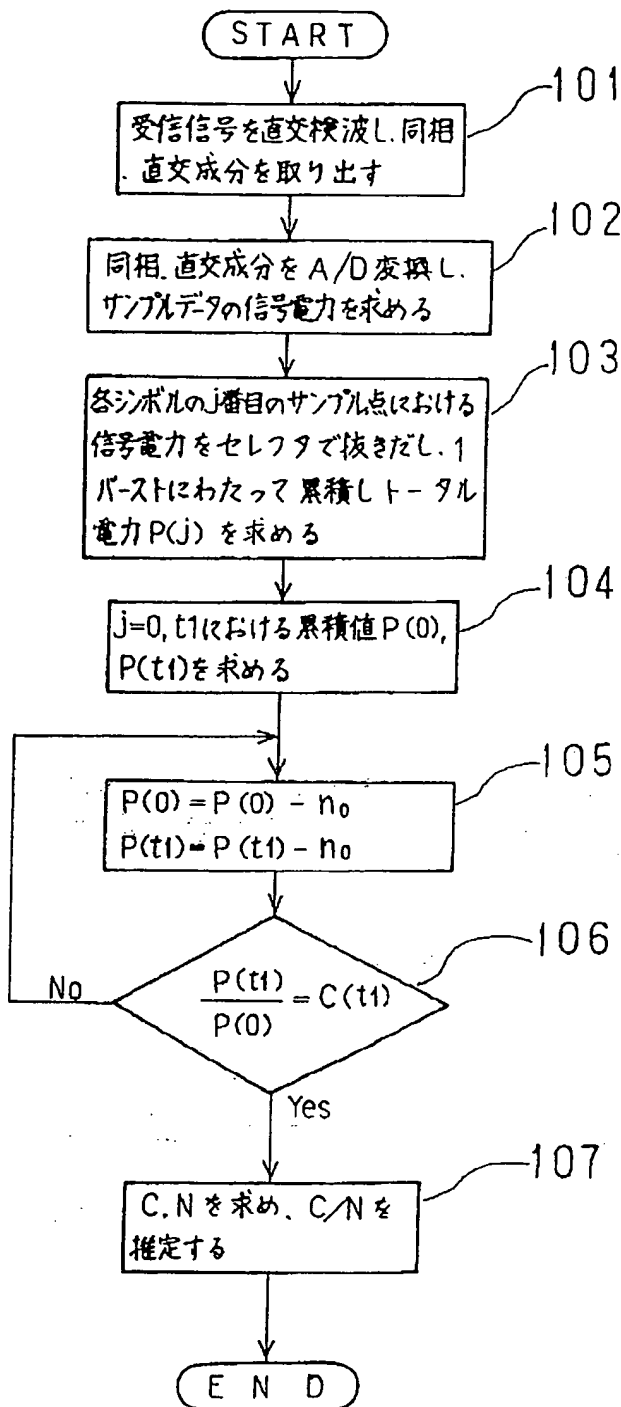 START
101
受信信号を直交検波し、同相
、直交成分を取り出す
102
同相、直交成分をA/D変換し、
サンプルデータの信号電力を求める
103
各シンボルのj番目のサンプル点における
信号電力をセレクタで抜きだし、1
バーストにわたって累積しトータル
電力P(j)を求める
104
j=0,t1における累積値P(0),
P(t1)を求める
105
P(0)=P(0)-n₀
P(t1)=P(t1)-n₀
106
No
P(t1)
P(0)
=C(t1)
Yes
107
C、Nを求め、C/Nを
推定する
END